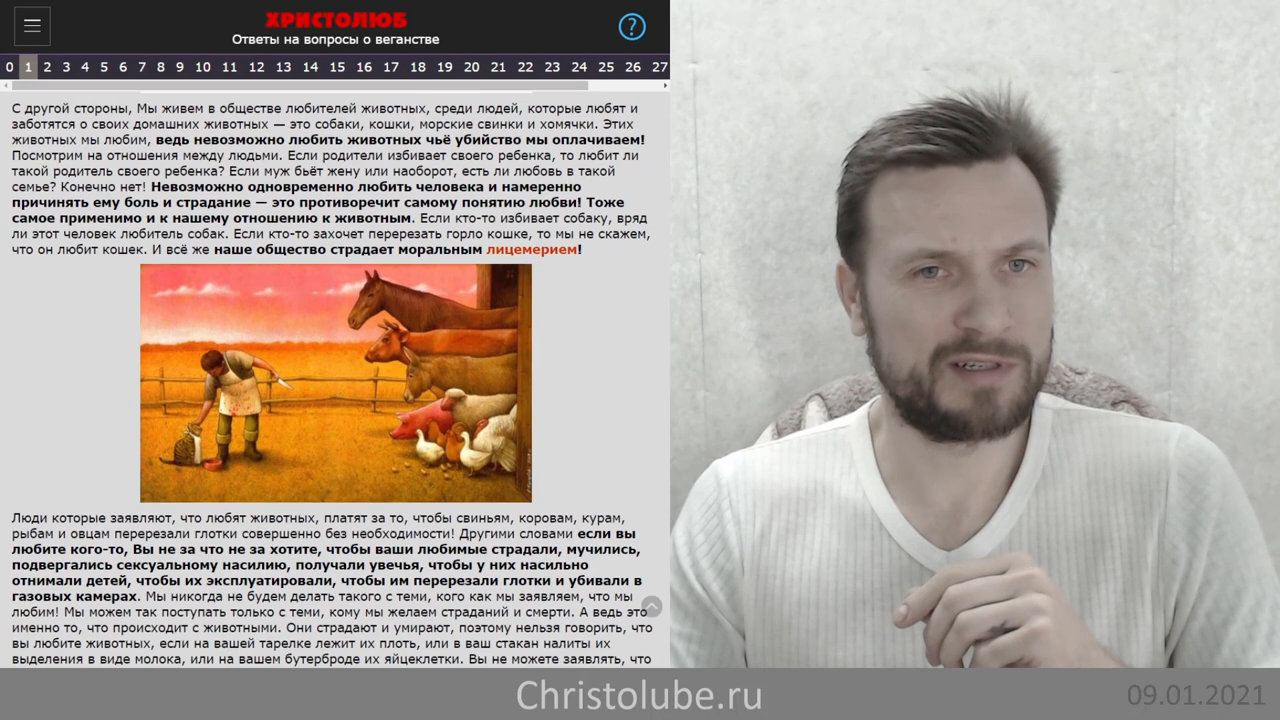 ХРИСТОЛЮБ
Ответы на вопросы о веганстве
?
0 1 2 3 4 5 6 7 8 9 10 11 12 13 14 15 16 17 18 19 20 21 22 23 24 25 26 27
С другой стороны, Мы живем в обществе любителей животных, среди людей, которые любят и
заботятся о своих домашних животных — это собаки, кошки, морские свинки и хомячки. Этих
животных мы любим, ведь невозможно любить животных чьё убийство мы оплачиваем!
Посмотрим на отношения между людьми. Если родители избивает своего ребенка, то любит ли
такой родитель своего ребенка? Если муж бьёт жену или наоборот, есть ли любовь в такой
семье? Конечно нет! Невозможно одновременно любить человека и намеренно
причинять ему боль и страдание — это противоречит самому понятию любви! Тоже
самое применимо и к нашему отношению к животным. Если кто-то избивает собаку, вряд
ли этот человек любитель собак. Если кто-то захочет перерезать горло кошке, то мы не скажем,
что он любит кошек. И всё же наше общество страдает моральным лицемерием!
Люди которые заявляют, что любят животных, платят за то, чтобы свиньям, коровам, курам,
рыбам и овцам перерезали глотки совершенно без необходимости! Другими словами если вы
любите кого-то, Вы не за что не за хотите, чтобы ваши любимые страдали, мучились,
подвергались сексуальному насилию, получали увечья, чтобы у них насильно
отнимали детей, чтобы их эксплуатировали, чтобы им перерезали глотки и убивали в
газовых камерах. Мы никогда не будем делать такого с теми, кого как мы заявляем, что мы
любим! Мы можем так поступать только с теми, кому мы желаем страданий и смерти. А ведь это
именно то, что происходит с животными. Они страдают и умирают, поэтому нельзя говорить, что
вы любите животных, если на вашей тарелке лежит их плоть, или в ваш стакан налиты их
выделения в виде молока, или на вашем бутерброде их яйцеклетки. Вы не можете заявлять, что
Christolube.ru
09.01.2021